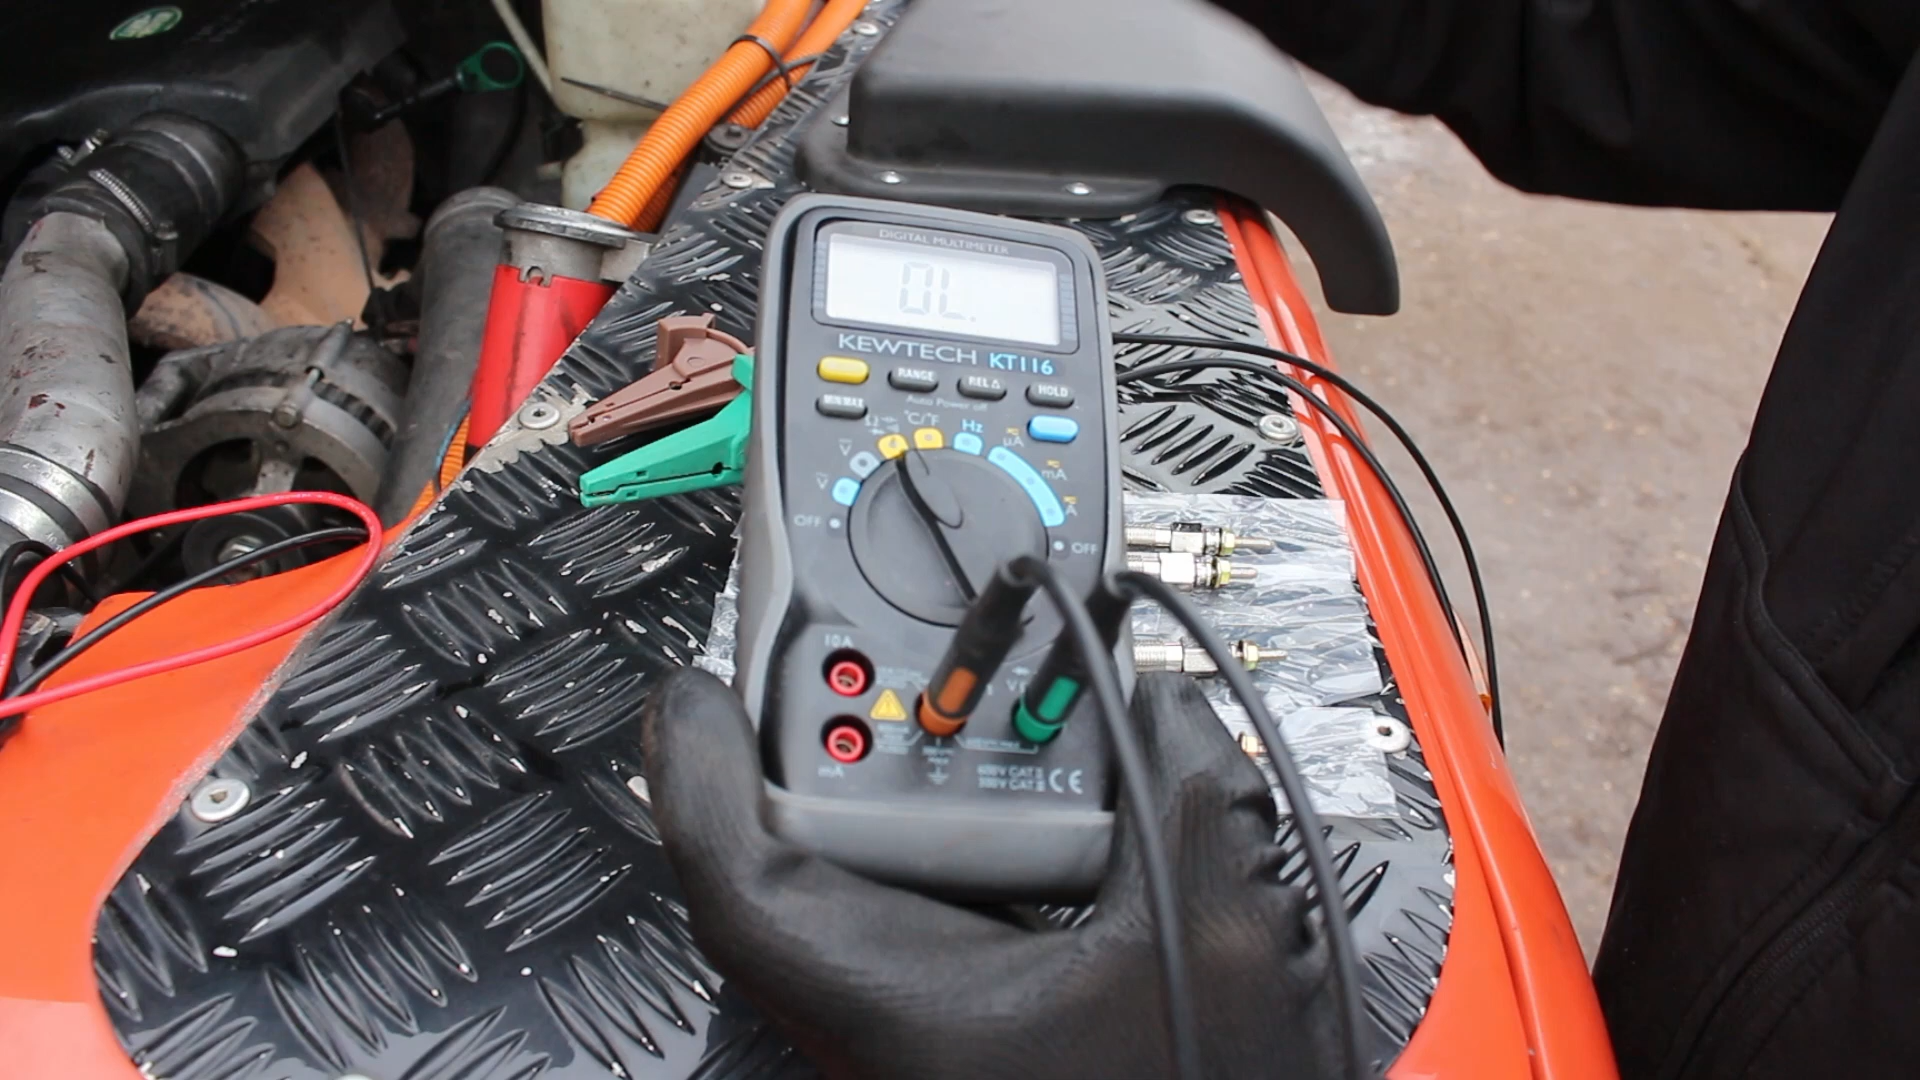 DIGITAL MULTIMETER
0L.
KEWTECH KT116
RANGE
REL Δ
HOLD
MIN MAX
Auto Power off
Ω
°C/°F
Hz
µA
mA
A
V
V
OFF
OFF
10A
mA
600V CAT II
300V CAT III
CE